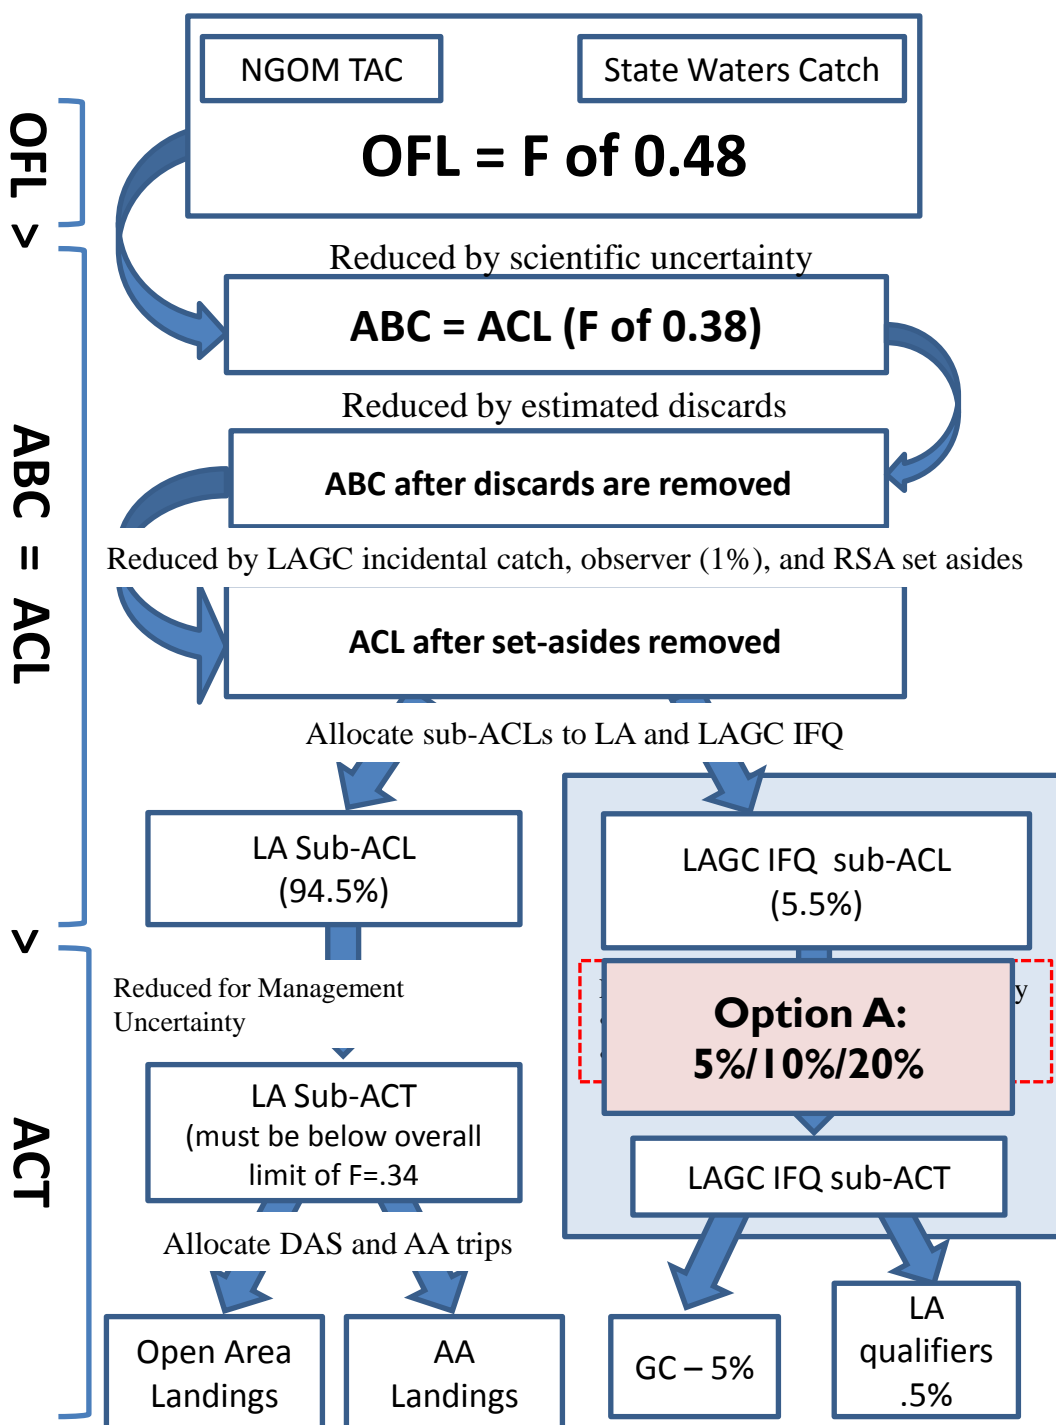 NGOM TAC
State Waters Catch
OFL = F of 0.48
OFL >
Reduced by scientific uncertainty
ABC = ACL (F of 0.38)
Reduced by estimated discards
ABC after discards are removed
ABC = ACL
Reduced by LAGC incidental catch, observer (1%), and RSA set asides
ACL after set-asides removed
Allocate sub-ACLs to LA and LAGC IFQ
LA Sub-ACL
(94.5%)
LAGC IFQ sub-ACL
(5.5%)
>
Reduced for Management
Uncertainty
Option A:
5%/10%/20%
LA Sub-ACT
(must be below overall
limit of F=.34
LAGC IFQ sub-ACT
ACT
Allocate DAS and AA trips
Open Area
Landings
AA
Landings
GC – 5%
LA
qualifiers
.5%